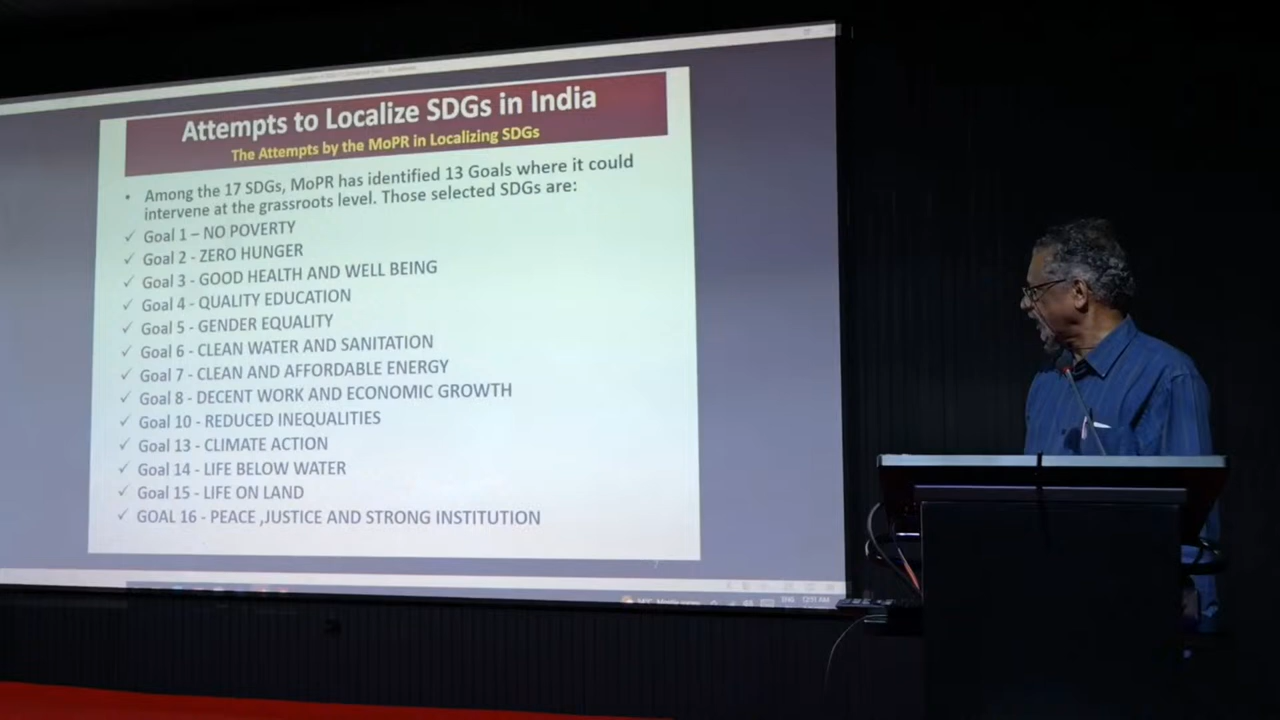 Attempts to Localize SDGs in India
The Attempts by the MoPR in Localizing SDGs
• Among the 17 SDGs, MoPR has identified 13 Goals where it could
intervene at the grassroots level. Those selected SDGs are:
✓ Goal 1 – NO POVERTY
✓ Goal 2 - ZERO HUNGER
✓ Goal 3 - GOOD HEALTH AND WELL BEING
✓ Goal 4 - QUALITY EDUCATION
✓ Goal 5 - GENDER EQUALITY
✓ Goal 6 - CLEAN WATER AND SANITATION
✓ Goal 7 - CLEAN AND AFFORDABLE ENERGY
✓ Goal 8 - DECENT WORK AND ECONOMIC GROWTH
✓ Goal 10 - REDUCED INEQUALITIES
✓ Goal 13 - CLIMATE ACTION
✓ Goal 14 - LIFE BELOW WATER
✓ Goal 15 - LIFE ON LAND
✓ GOAL 16 - PEACE ,JUSTICE AND STRONG INSTITUTION
ENG